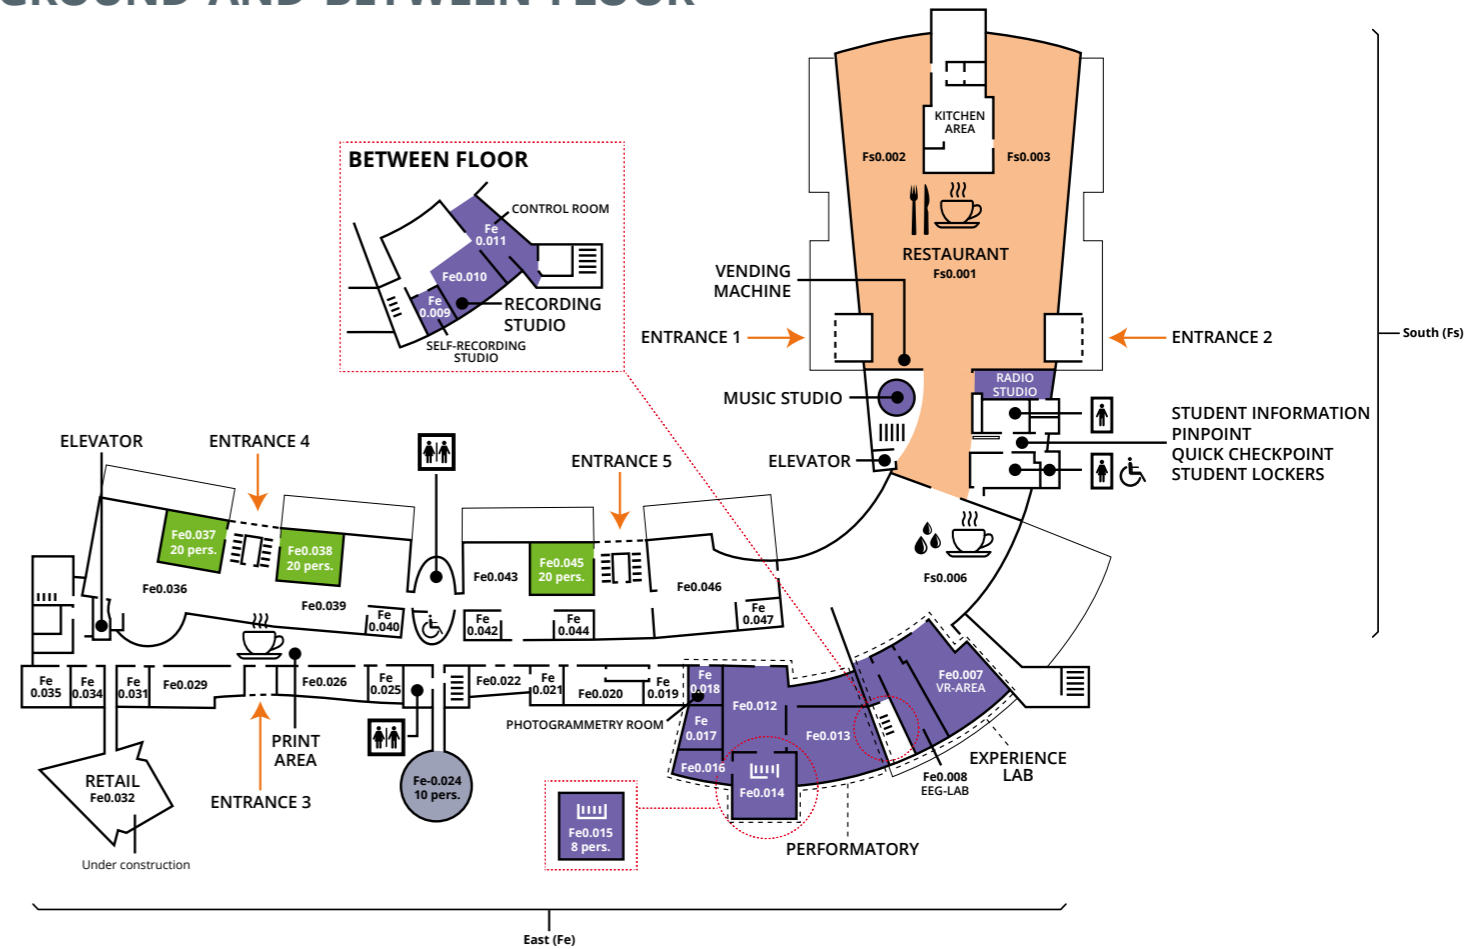 GROUND AND BETWEEN FLOOR
BETWEEN FLOOR
CONTROL ROOM
Fe
0.011
Fe0.010
Fe
0.009
RECORDING
STUDIO
SELF-RECORDING
STUDIO
KITCHEN
AREA
Fs0.002
Fs0.003
RESTAURANT
Fs0.001
VENDING
MACHINE
ENTRANCE 1
ENTRANCE 2
South (Fs)
RADIO
STUDIO
MUSIC STUDIO
STUDENT INFORMATION
PINPOINT
QUICK CHECKPOINT
STUDENT LOCKERS
ELEVATOR
ELEVATOR
ENTRANCE 4
ENTRANCE 5
Fe0.037
20 pers.
Fe0.038
20 pers.
Fe0.036
Fe0.039
Fe
0.040
Fe0.043
Fe0.045
20 pers.
Fe0.046
Fe
0.042
Fe
0.044
Fe
0.047
Fs0.006
Fe
0.035
Fe
0.034
Fe
0.031
Fe0.029
Fe0.026
Fe
0.025
Fe0.022
Fe
0.021
Fe0.020
Fe
0.019
Fe
0.018
Fe0.012
Fe0.007
VR-AREA
PHOTOGRAMMETRY ROOM
Fe
0.017
Fe0.013
Fe0.016
Fe0.014
PRINT
AREA
ENTRANCE 3
RETAIL
Fe0.032
Under construction
Fe-0.024
10 pers.
Fe0.015
8 pers.
Fe0.008
EEG-LAB
EXPERIENCE
LAB
PERFORMATORY
East (Fe)